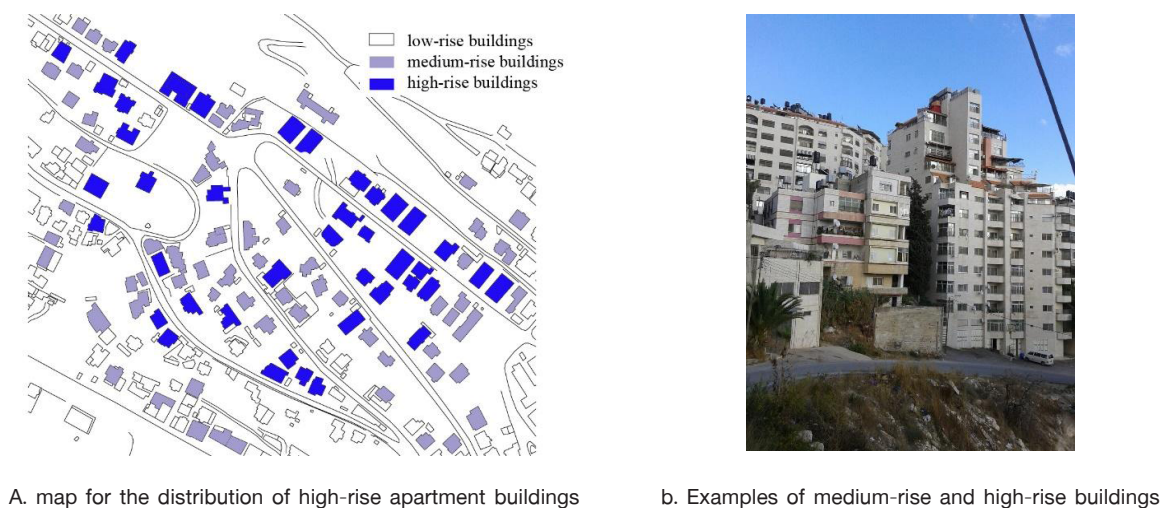 low-rise buildings
medium-rise buildings
high-rise buildings
A. map for the distribution of high-rise apartment buildings
b. Examples of medium-rise and high-rise buildings